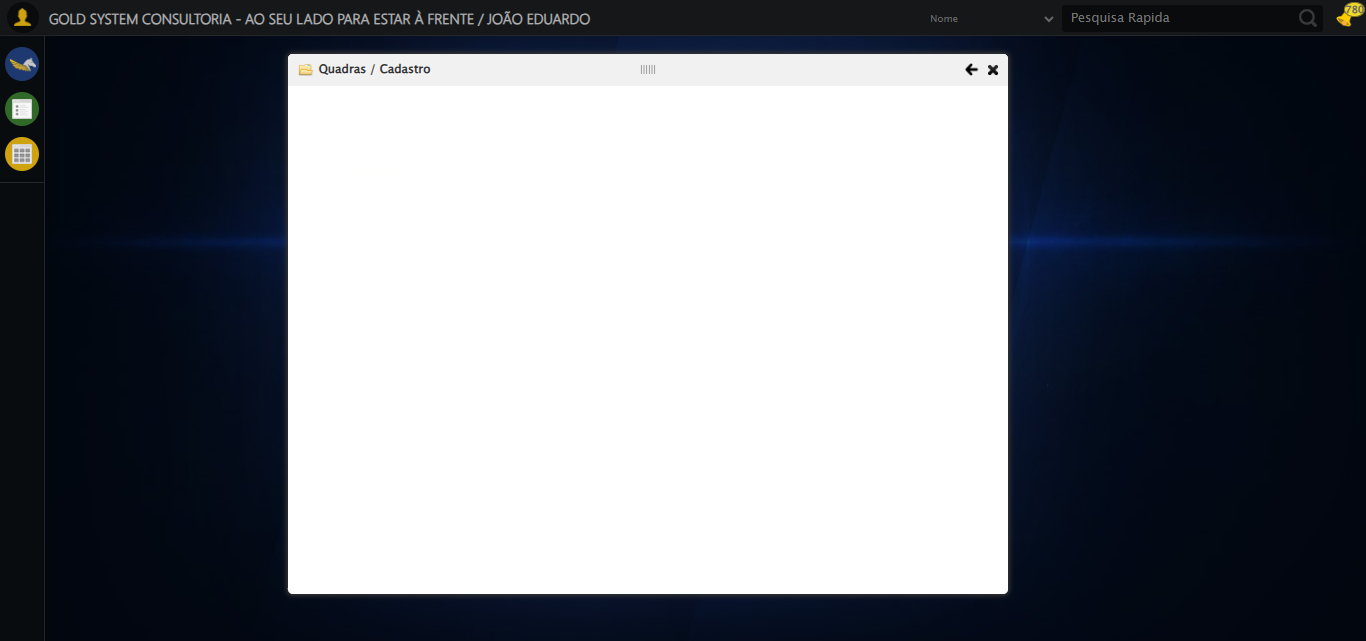 GOLD SYSTEM CONSULTORIA - AO SEU LADO PARA ESTAR À FRENTE / JOÃO EDUARDO
Nome
Pesquisa Rapida
780
Quadras / Cadastro